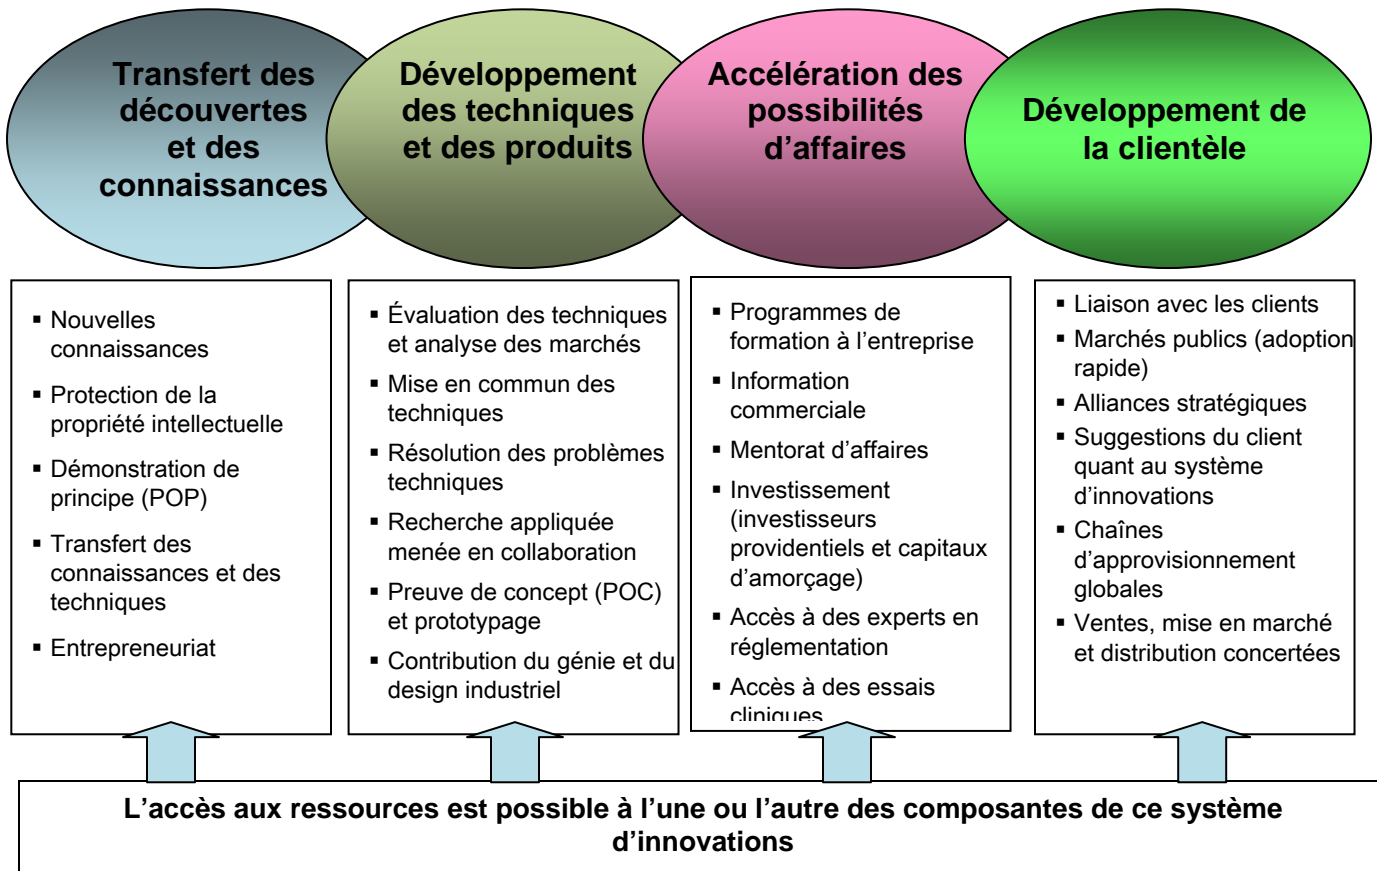 Transfert des
découvertes
et des
connaissances
Développement
des techniques
et des produits
Accélération des
possibilités
d’affaires
Développement de
la clientèle
▪ Nouvelles
connaissances
▪ Protection de la
propriété intellectuelle
▪ Démonstration de
principe (POP)
▪ Transfert des
connaissances et des
techniques
▪ Entrepreneuriat
▪ Évaluation des techniques
et analyse des marchés
▪ Mise en commun des
techniques
▪ Résolution des problèmes
techniques
▪ Recherche appliquée
menée en collaboration
▪ Preuve de concept (POC)
et prototypage
▪ Contribution du génie et du
design industriel
▪ Programmes de
formation à l’entreprise
▪ Information
commerciale
▪ Mentorat d’affaires
▪ Investissement
(investisseurs
providentiels et capitaux
d’amorçage)
▪ Accès à des experts en
réglementation
▪ Accès à des essais
cliniques
▪ Liaison avec les clients
▪ Marchés publics (adoption
rapide)
▪ Alliances stratégiques
▪ Suggestions du client
quant au système
d’innovations
▪ Chaînes
d’approvisionnement
globales
▪ Ventes, mise en marché
et distribution concertées
L’accès aux ressources est possible à l’une ou l’autre des composantes de ce système
d’innovations